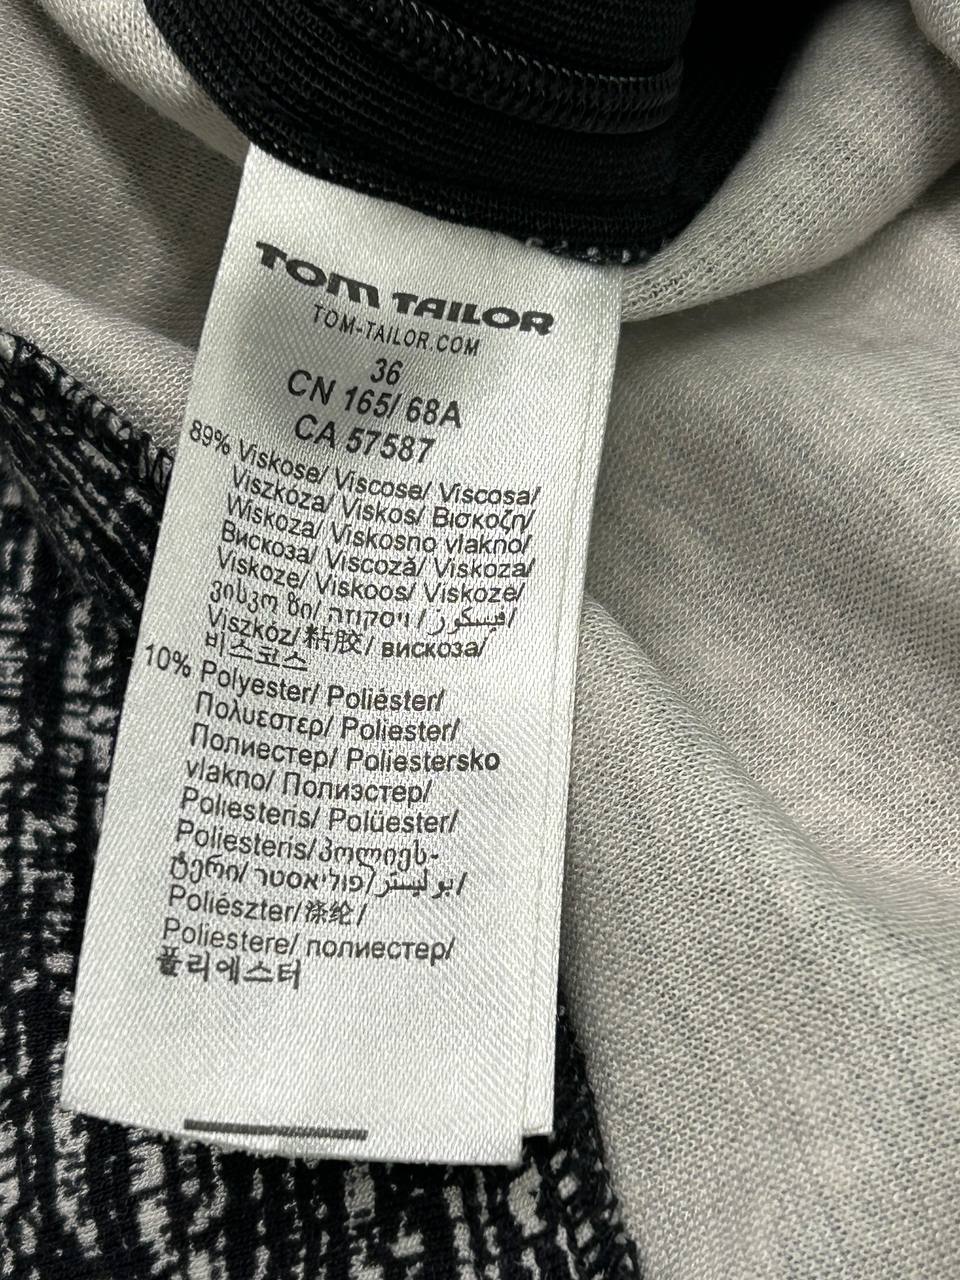 TOM TAILOR
TOM-TAILOR.COM
36
CN 165/ 68A
CA 57587
89% Viskose/ Viscose/ Viscosa/
Viszkóza/ Viskos/ Βισκοζη/
Wiskoza/ Viskosno vlakno/
Вискоза/ Viscoză/ Viskoza/
Viskoze/ Viskoos/ Viskozė/
ვისკო ზი/ ויסקוזה / فيسكوز/
Viszkóz/ 粘胶/ вискоза/
비스코스
10% Polyester/ Poliéster/
Πολυεστερ/ Poliester/
Полиестер/ Poliestersko
vlakno/ Полиэстер/
Poliesteris/ Polüester/
Poliesteris/ პოლიეს-
ტერი/ פוליאסטר/بوليستر/
Poliészter/涤纶/
Poliestere/ полиестер/
폴리에스터